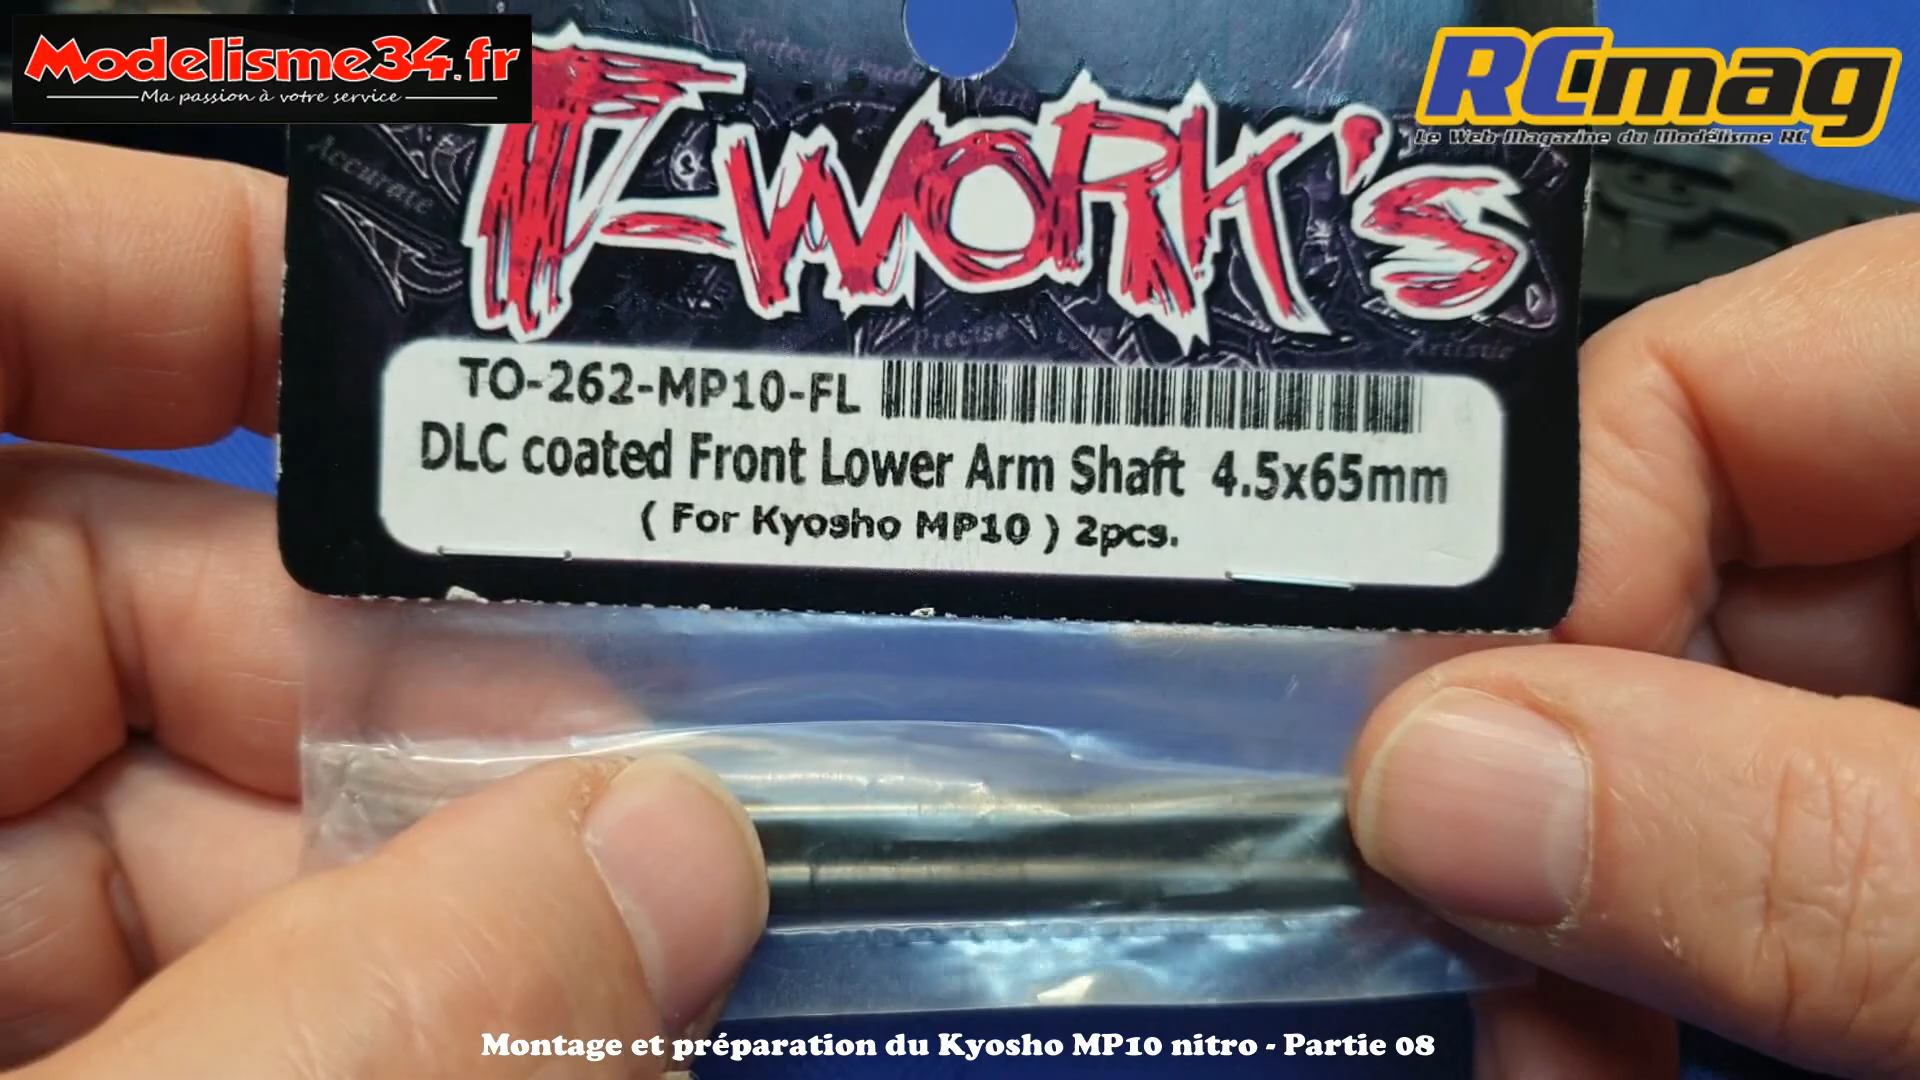 Modelisme34.fr
Ma passion à votre service
RCmag
Le Web Magazine du Modélisme RC
Perfectly made
Accurate
T-WORK's
Precise
Artistic
TO-262-MP10-FL
DLC coated Front Lower Arm Shaft 4.5x65mm
( For Kyosho MP10 ) 2pcs.
Montage et préparation du Kyosho MP10 nitro - Partie 08